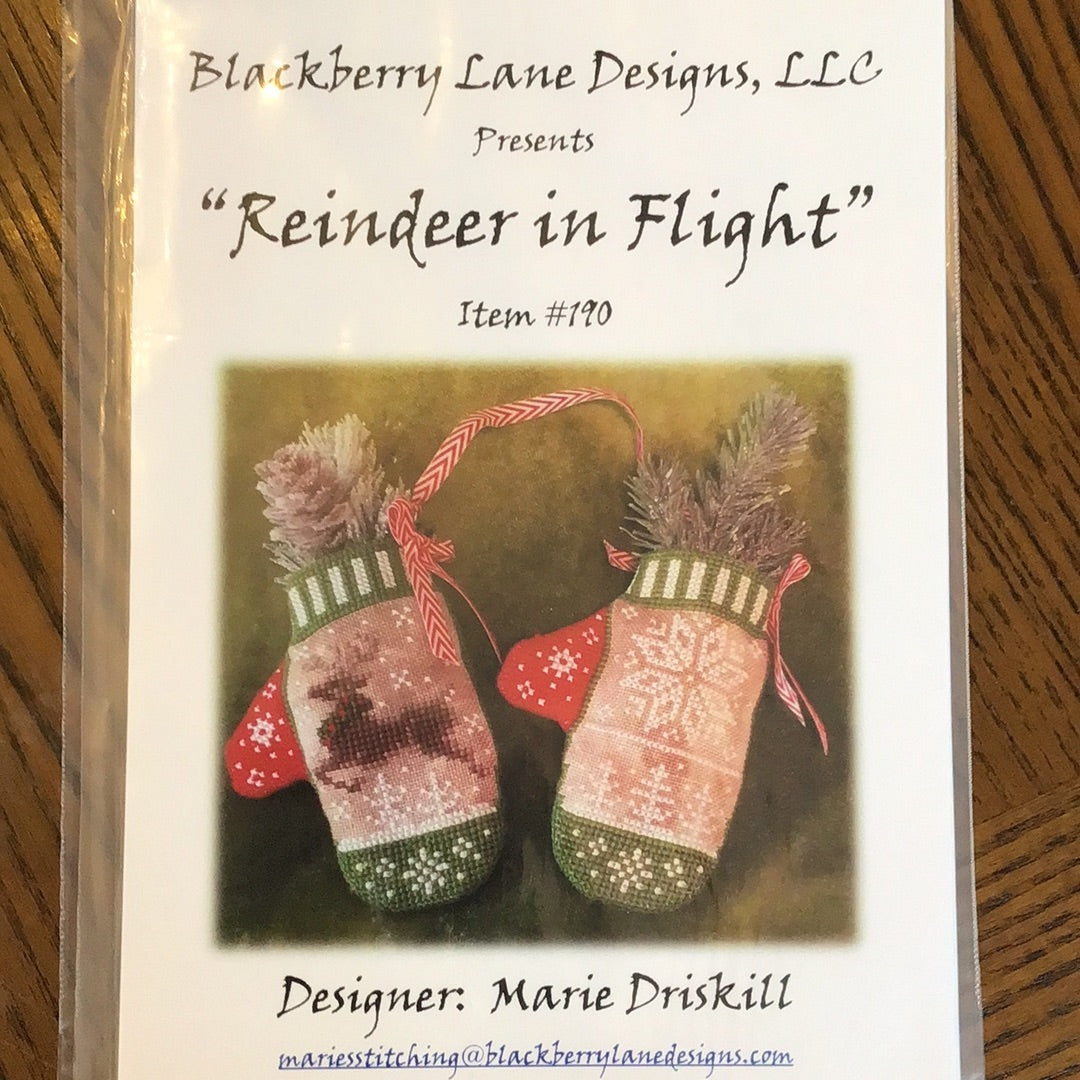 Blackberry Lane Designs, LLC
Presents
“Reindeer in Flight”
Item #190
Designer: Marie Driskill
mariesstitching@blackberrylanedesigns.com